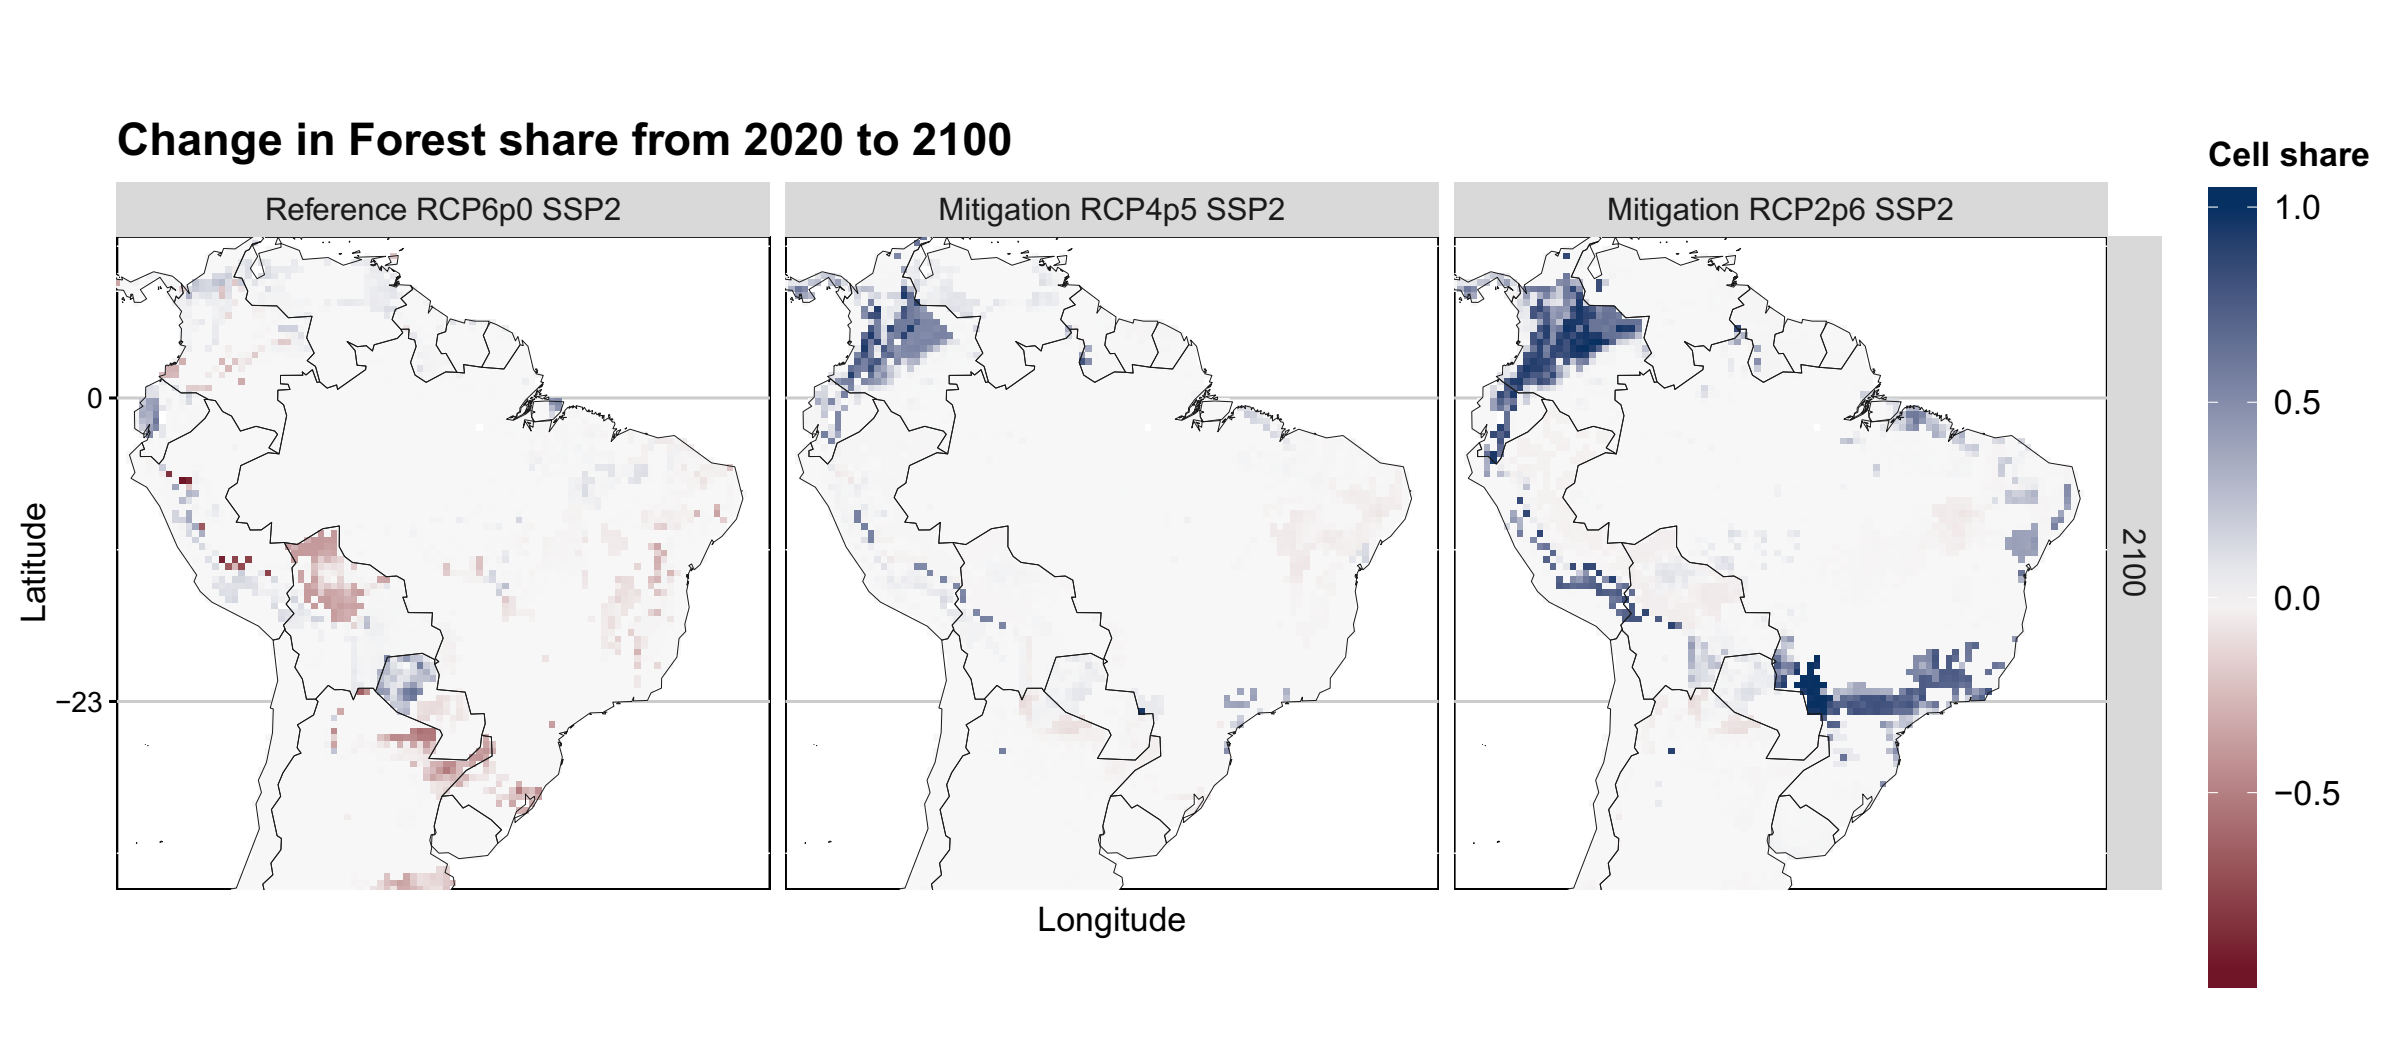 Change in Forest share from 2020 to 2100
Reference RCP6p0 SSP2
Mitigation RCP4p5 SSP2
Mitigation RCP2p6 SSP2
Cell share
1.0
0.5
0.0
−0.5
0
−23
Latitude
2100
Longitude